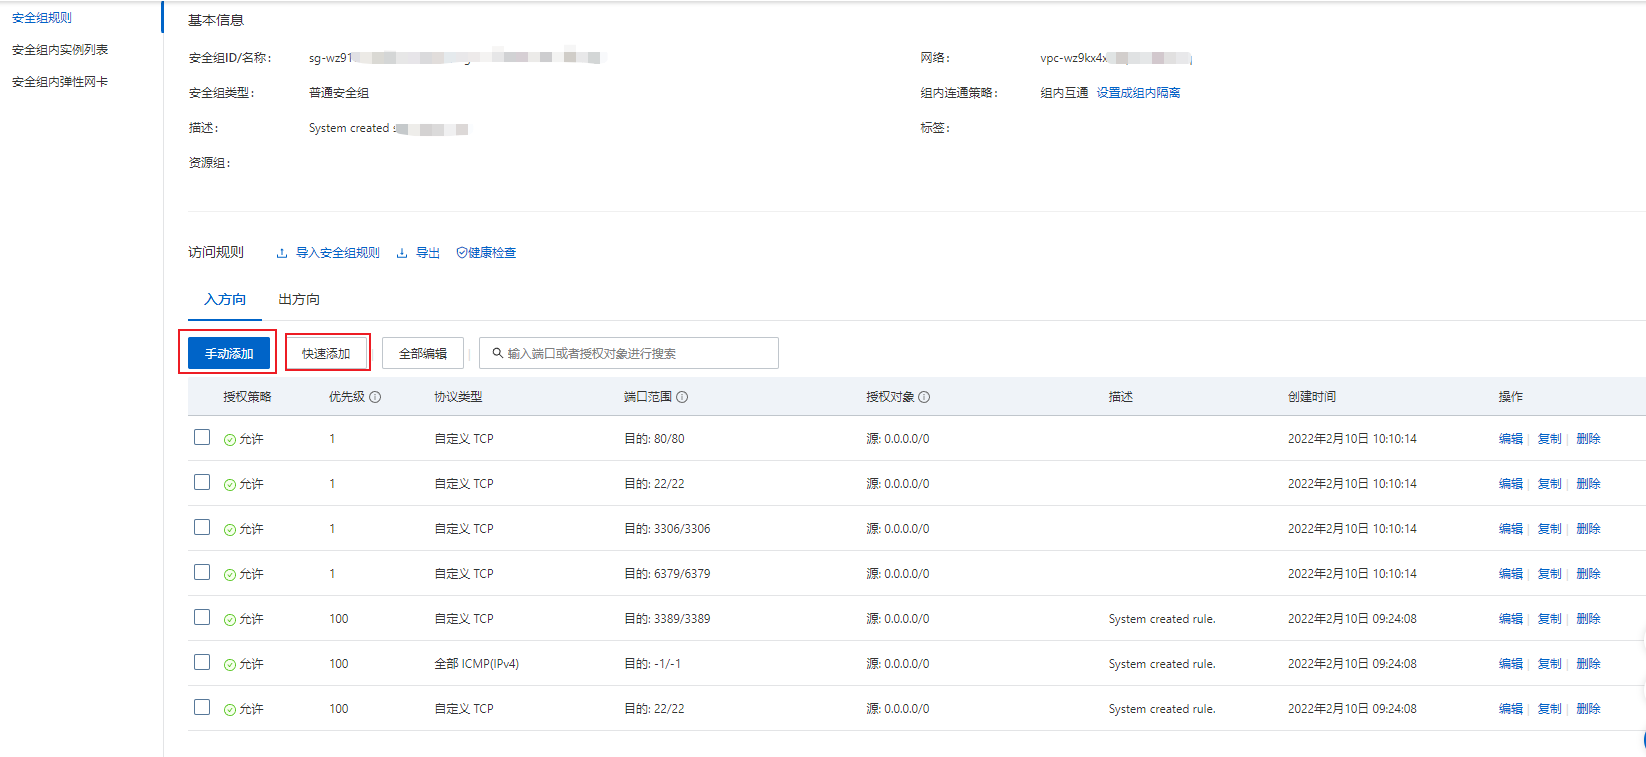 安全组规则
安全组内实例列表
安全组内弹性网卡
基本信息
安全组ID/名称： sg-wz91 网络： vpc-wz9kx4x
安全组类型： 普通安全组 组内连通策略： 组内互通 设置成组内隔离
描述： System created 标签：
资源组：
访问规则 导入安全组规则 导出 健康检查
入方向 出方向
手动添加 快速添加 全部编辑 输入端口或者授权对象进行搜索
授权策略 优先级 协议类型 端口范围 授权对象 描述 创建时间 操作
允许 1 自定义 TCP 目的: 80/80 源: 0.0.0.0/0 2022年2月10日 10:10:14 编辑 复制 删除
允许 1 自定义 TCP 目的: 22/22 源: 0.0.0.0/0 2022年2月10日 10:10:14 编辑 复制 删除
允许 1 自定义 TCP 目的: 3306/3306 源: 0.0.0.0/0 2022年2月10日 10:10:14 编辑 复制 删除
允许 1 自定义 TCP 目的: 6379/6379 源: 0.0.0.0/0 2022年2月10日 10:10:14 编辑 复制 删除
允许 100 自定义 TCP 目的: 3389/3389 源: 0.0.0.0/0 System created rule. 2022年2月10日 09:24:08 编辑 复制 删除
允许 100 全部 ICMP(IPv4) 目的: -1/-1 源: 0.0.0.0/0 System created rule. 2022年2月10日 09:24:08 编辑 复制 删除
允许 100 自定义 TCP 目的: 22/22 源: 0.0.0.0/0 System created rule. 2022年2月10日 09:24:08 编辑 复制 删除